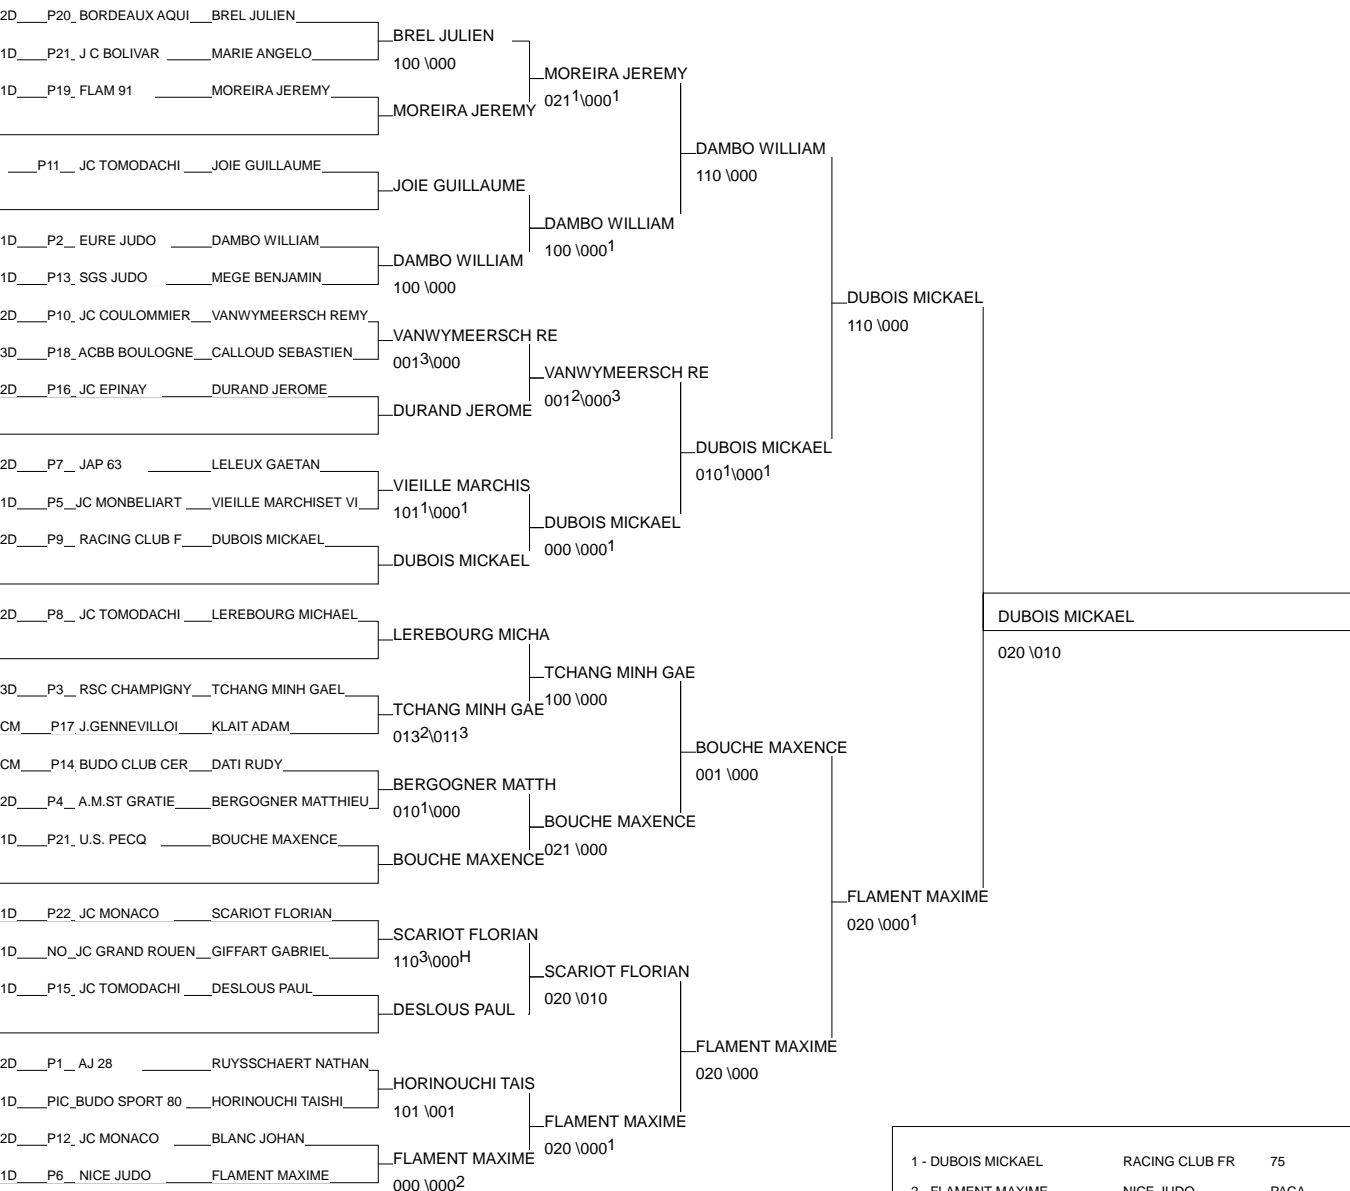 2D P20 BORDEAUX AQUI BREL JULIEN
1D P21 J C BOLIVAR MARIE ANGELO
1D P19 FLAM 91 MOREIRA JEREMY
P11 JC TOMODACHI JOIE GUILLAUME
1D P2 EURE JUDO DAMBO WILLIAM
1D P13 SGS JUDO MEGE BENJAMIN
2D P10 JC COULOMMIER VANWYMEERSCH REMY
3D P18 ACBB BOULOGNE CALLOUD SEBASTIEN
2D P16 JC EPINAY DURAND JEROME
2D P7 JAP 63 LELEUX GAETAN
1D P5 JC MONBELIART VIEILLE MARCHISET VI
2D P9 RACING CLUB F DUBOIS MICKAEL
2D P8 JC TOMODACHI LEREBOURG MICHAEL
3D P3 RSC CHAMPIGNY TCHANG MINH GAEL
CM P17 J.GENNEVILLOI KLAIT ADAM
CM P14 BUDO CLUB CER DATI RUDY
2D P4 A.M.ST GRATIE BERGOGNER MATTHIEU
1D P21 U.S. PECQ BOUCHE MAXENCE
1D P22 JC MONACO SCARIOT FLORIAN
1D NO JC GRAND ROUEN GIFFART GABRIEL
1D P15 JC TOMODACHI DESLOUS PAUL
2D P1 AJ 28 RUYSSCHAERT NATHAN
1D PIC BUDO SPORT 80 HORINOUCHI TAISHI
2D P12 JC MONACO BLANC JOHAN
1D P6 NICE JUDO FLAMENT MAXIME
BREL JULIEN
100 \000
MOREIRA JEREMY
JOIE GUILLAUME
DAMBO WILLIAM
100 \000
VANWYMEERSCH RE
001³\000
DURAND JEROME
VIEILLE MARCHIS
101¹\000¹
DUBOIS MICKAEL
LEREBOURG MICHA
TCHANG MINH GAE
013²\011³
BERGOGNER MATTH
010¹\000
BOUCHE MAXENCE
SCARIOT FLORIAN
110³\000ᴴ
DESLOUS PAUL
HORINOUCHI TAIS
101 \001
FLAMENT MAXIME
000 \000²
MOREIRA JEREMY
021¹\000¹
DAMBO WILLIAM
100 \000¹
VANWYMEERSCH RE
001²\000³
DUBOIS MICKAEL
000 \000¹
TCHANG MINH GAE
100 \000
BOUCHE MAXENCE
021 \000
SCARIOT FLORIAN
020 \010
FLAMENT MAXIME
020 \000¹
DAMBO WILLIAM
110 \000
DUBOIS MICKAEL
010¹\000¹
BOUCHE MAXENCE
001 \000
FLAMENT MAXIME
020 \000
DUBOIS MICKAEL
110 \000
FLAMENT MAXIME
020 \000¹
DUBOIS MICKAEL
020 \010
1 - DUBOIS MICKAEL RACING CLUB FR 75
2 - FLAMENT MAXIME NICE JUDO PACA